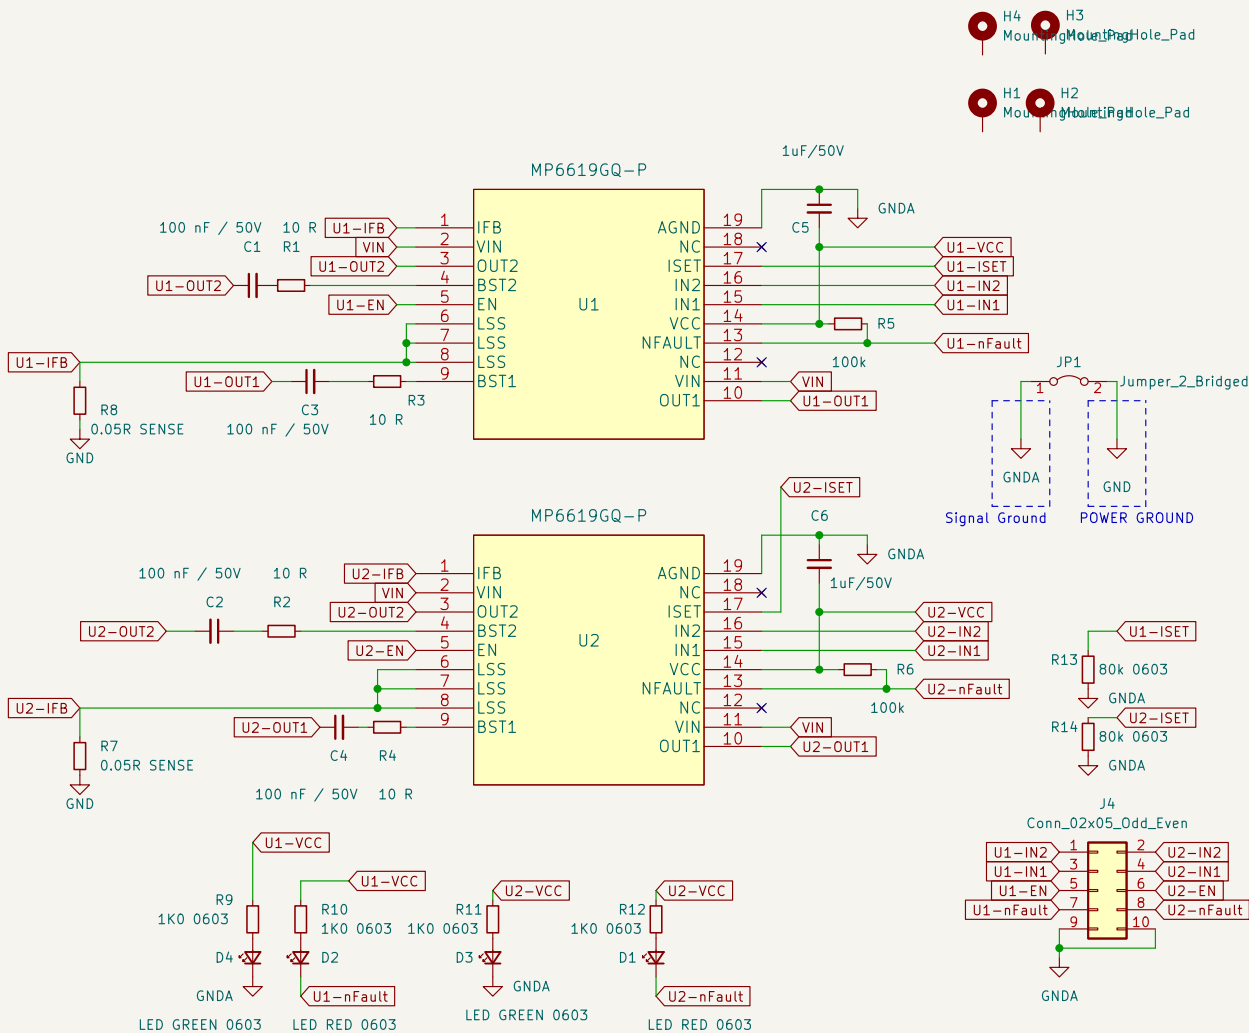 H4
MountingHole_Pad
H3
MountingHole_Pad
H1
MountingHole_Pad
H2
MountingHole_Pad
MP6619GQ-P
1uF/50V
C5
GNDA
100 nF / 50V
10 R
C1
R1
U1-IFB
VIN
U1-OUT2
U1-OUT2
U1-EN
U1-IFB
U1-OUT1
C3
100 nF / 50V
R3
10 R
R8
0.05R SENSE
GND
1 IFB
2 VIN
3 OUT2
4 BST2
5 EN
6 LSS
7 LSS
8 LSS
9 BST1
U1
AGND 19
NC 18
ISET 17
IN2 16
IN1 15
VCC 14
NFAULT 13
NC 12
VIN 11
OUT1 10
U1-VCC
U1-ISET
U1-IN2
U1-IN1
R5
100k
U1-nFault
VIN
U1-OUT1
JP1
1
2
Jumper_2_Bridged
GNDA
GND
Signal Ground
POWER GROUND
MP6619GQ-P
U2-ISET
C6
1uF/50V
GNDA
100 nF / 50V
10 R
C2
R2
U2-IFB
VIN
U2-OUT2
U2-OUT2
U2-EN
U2-IFB
U2-OUT1
C4
R4
100 nF / 50V
10 R
R7
0.05R SENSE
GND
1 IFB
2 VIN
3 OUT2
4 BST2
5 EN
6 LSS
7 LSS
8 LSS
9 BST1
U2
AGND 19
NC 18
ISET 17
IN2 16
IN1 15
VCC 14
NFAULT 13
NC 12
VIN 11
OUT1 10
U2-VCC
U2-IN2
U2-IN1
R6
100k
U2-nFault
VIN
U2-OUT1
U1-ISET
R13
80k 0603
GNDA
U2-ISET
R14
80k 0603
GNDA
J4
Conn_02x05_Odd_Even
U1-IN2 1 2 U2-IN2
U1-IN1 3 4 U2-IN1
U1-EN 5 6 U2-EN
U1-nFault 7 8 U2-nFault
9 10
GNDA
U1-VCC
R9
1K0 0603
D4
GNDA
LED GREEN 0603
U1-VCC
R10
1K0 0603
D2
U1-nFault
LED RED 0603
U2-VCC
R11
1K0 0603
D3
GNDA
LED GREEN 0603
U2-VCC
R12
1K0 0603
D1
U2-nFault
LED RED 0603